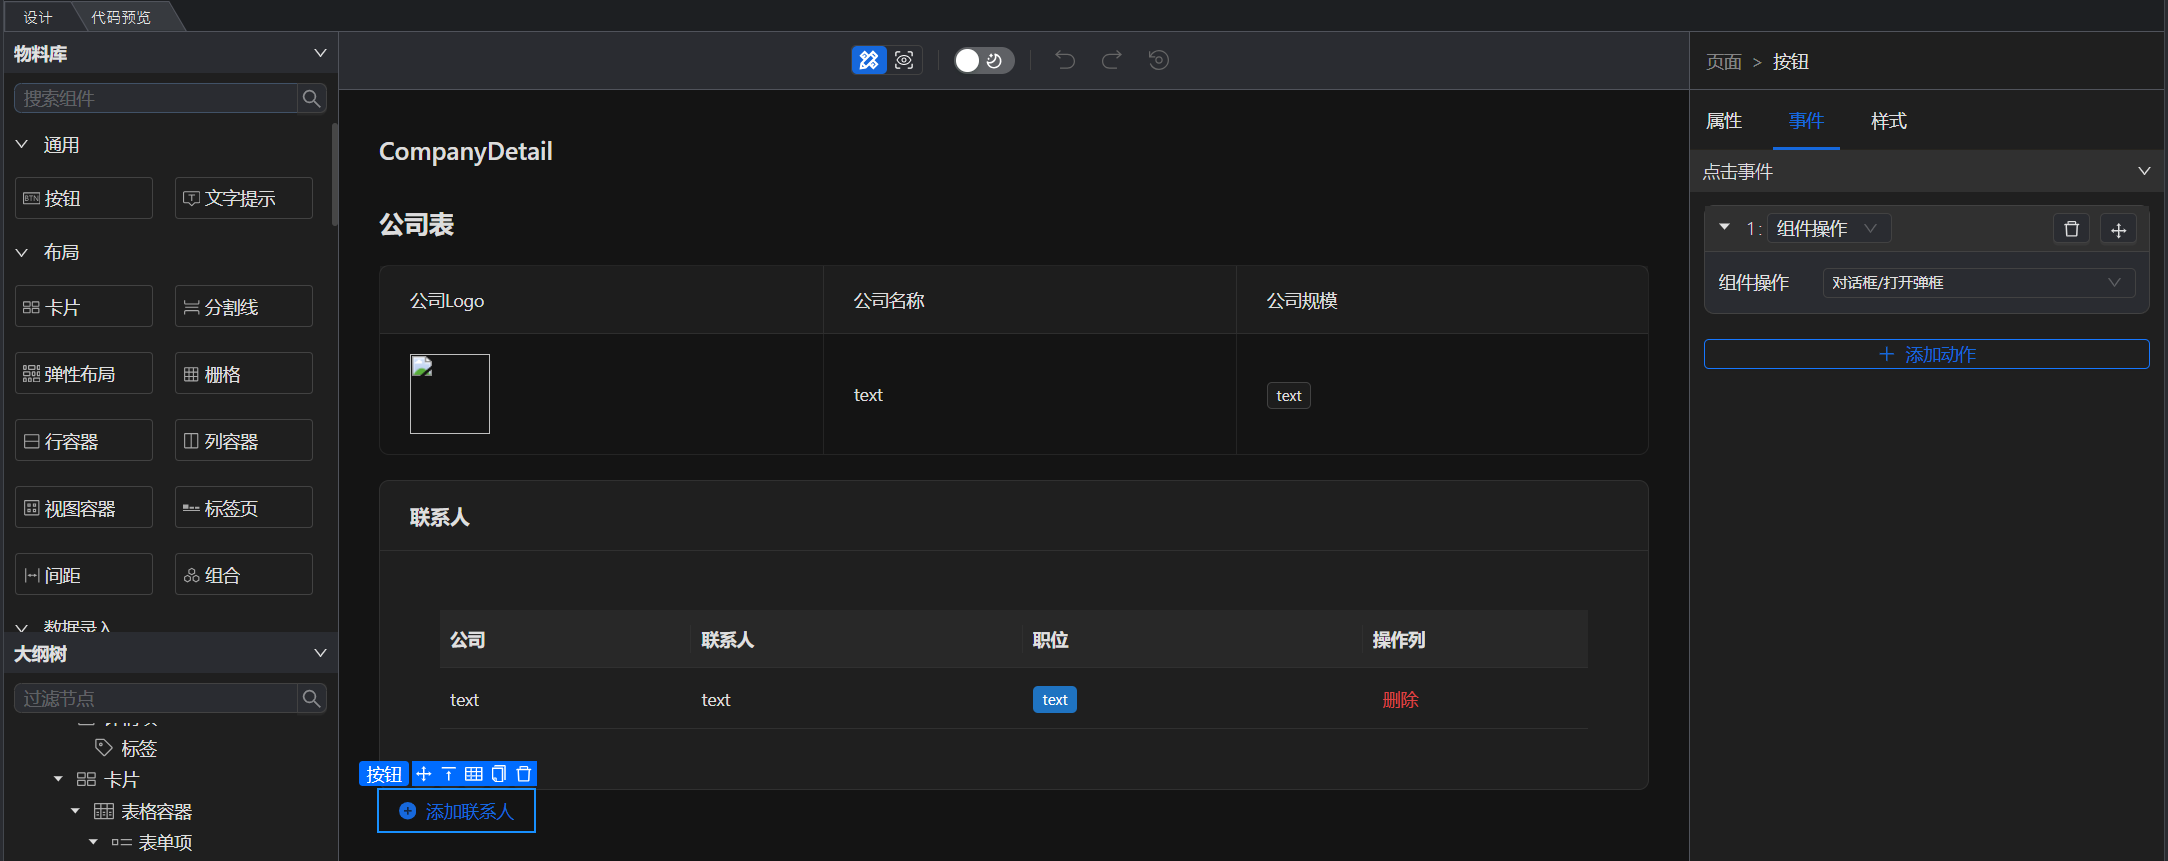 设计
代码预览
物料库
搜索组件
通用
按钮
文字提示
布局
卡片
分割线
弹性布局
栅格
行容器
列容器
视图容器
标签页
间距
组合
数据录入
大纲树
过滤节点
标签
卡片
表格容器
表单项
CompanyDetail
公司表
公司Logo
公司名称
公司规模
text
text
联系人
公司
联系人
职位
操作列
text
text
text
删除
按钮
添加联系人
页面 > 按钮
属性
事件
样式
点击事件
1: 组件操作
组件操作
对话框/打开弹框
添加动作